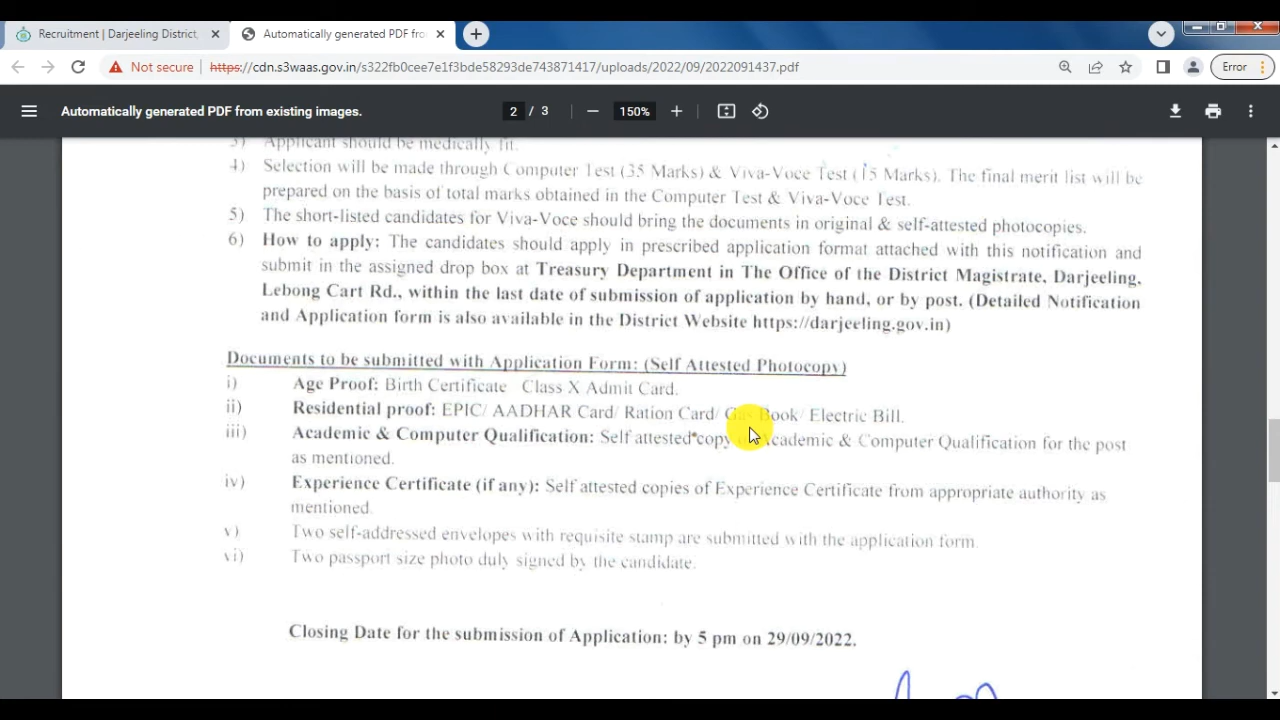 Recruitment | Darjeeling District,
Automatically generated PDF fro
Not secure
https://cdn.s3waas.gov.in/s322fb0cee7e1f3bde58293de743871417/uploads/2022/09/2022091437.pdf
Error
Automatically generated PDF from existing images.
2 / 3
150%
3) Applicant should be medically fit.
4) Selection will be made through Computer Test (35 Marks) & Viva-Voce Test (15 Marks). The final merit list will be
prepared on the basis of total marks obtained in the Computer Test & Viva-Voce Test.
5) The short-listed candidates for Viva-Voce should bring the documents in original & self-attested photocopies.
6) How to apply: The candidates should apply in prescribed application format attached with this notification and
submit in the assigned drop box at Treasury Department in The Office of the District Magistrate, Darjeeling,
Lebong Cart Rd., within the last date of submission of application by hand, or by post. (Detailed Notification
and Application form is also available in the District Website https://darjeeling.gov.in)
Documents to be submitted with Application Form: (Self Attested Photocopy)
i) Age Proof: Birth Certificate Class X Admit Card.
ii) Residential proof: EPIC/ AADHAR Card/ Ration Card/ Gas Book/ Electric Bill.
iii) Academic & Computer Qualification: Self attested copy Academic & Computer Qualification for the post
as mentioned.
iv) Experience Certificate (if any): Self attested copies of Experience Certificate from appropriate authority as
mentioned.
v) Two self-addressed envelopes with requisite stamp are submitted with the application form.
vi) Two passport size photo duly signed by the candidate.
Closing Date for the submission of Application: by 5 pm on 29/09/2022.